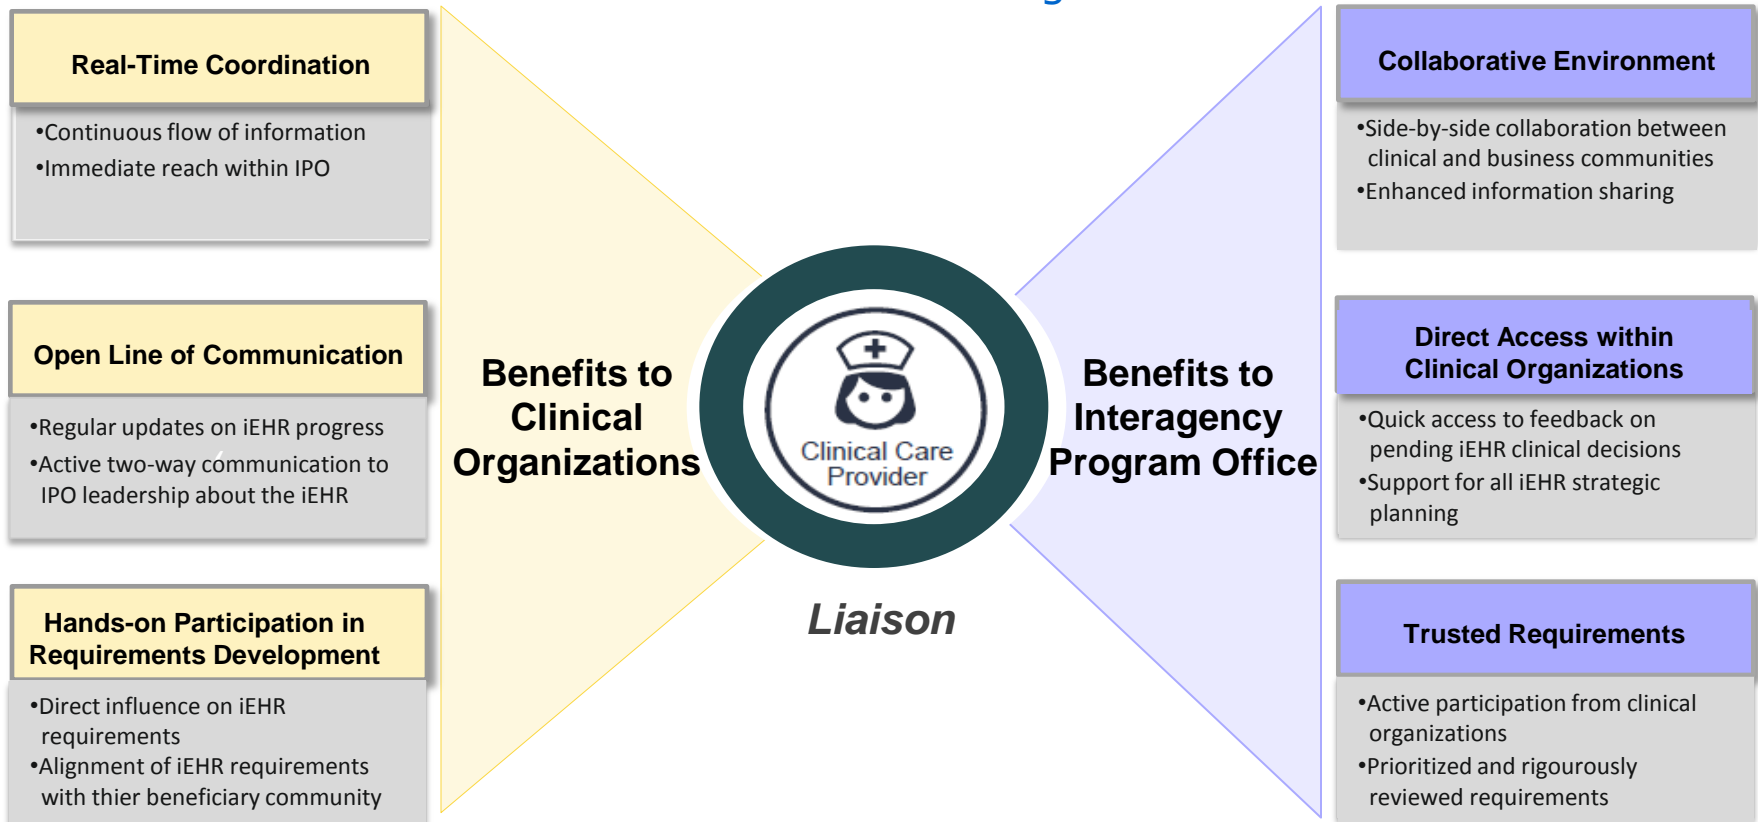 Real-Time Coordination
•Continuous flow of information
•Immediate reach within IPO
Open Line of Communication
•Regular updates on iEHR progress
•Active two-way communication to
IPO leadership about the iEHR
Hands-on Participation in
Requirements Development
•Direct influence on iEHR
requirements
•Alignment of iEHR requirements
with thier beneficiary community
Benefits to
Clinical
Organizations
Clinical Care
Provider
Liaison
Benefits to
Interagency
Program Office
Collaborative Environment
•Side-by-side collaboration between
clinical and business communities
•Enhanced information sharing
Direct Access within
Clinical Organizations
•Quick access to feedback on
pending iEHR clinical decisions
•Support for all iEHR strategic
planning
Trusted Requirements
•Active participation from clinical
organizations
•Prioritized and rigourously
reviewed requirements